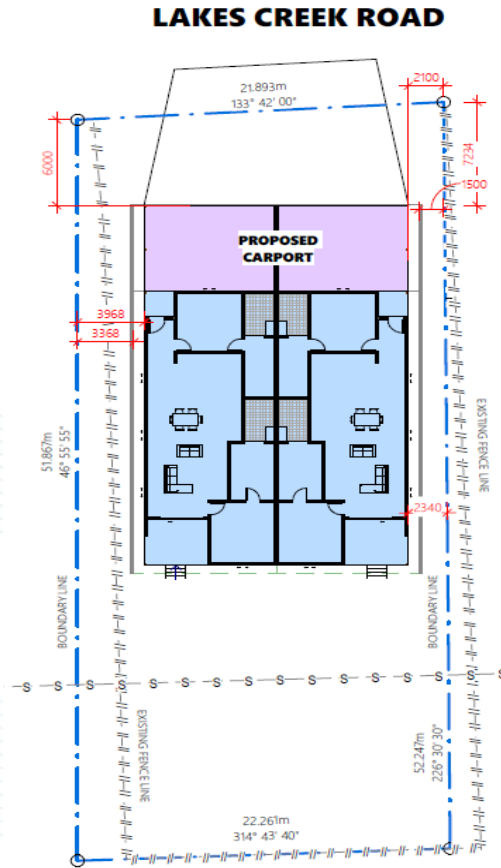 LAKES CREEK ROAD
21.893m
133° 42' 00"
2100
6000
7234
1500
PROPOSED
CARPORT
3968
3368
51.867m
46° 55' 55"
EXISTING FENCE LINE
2340
BOUNDARY LINE
BOUNDARY LINE
S S S S S S S S S S S S S S S
EXISTING FENCE LINE
52.247m
226° 30' 30"
22.261m
314° 43' 40"